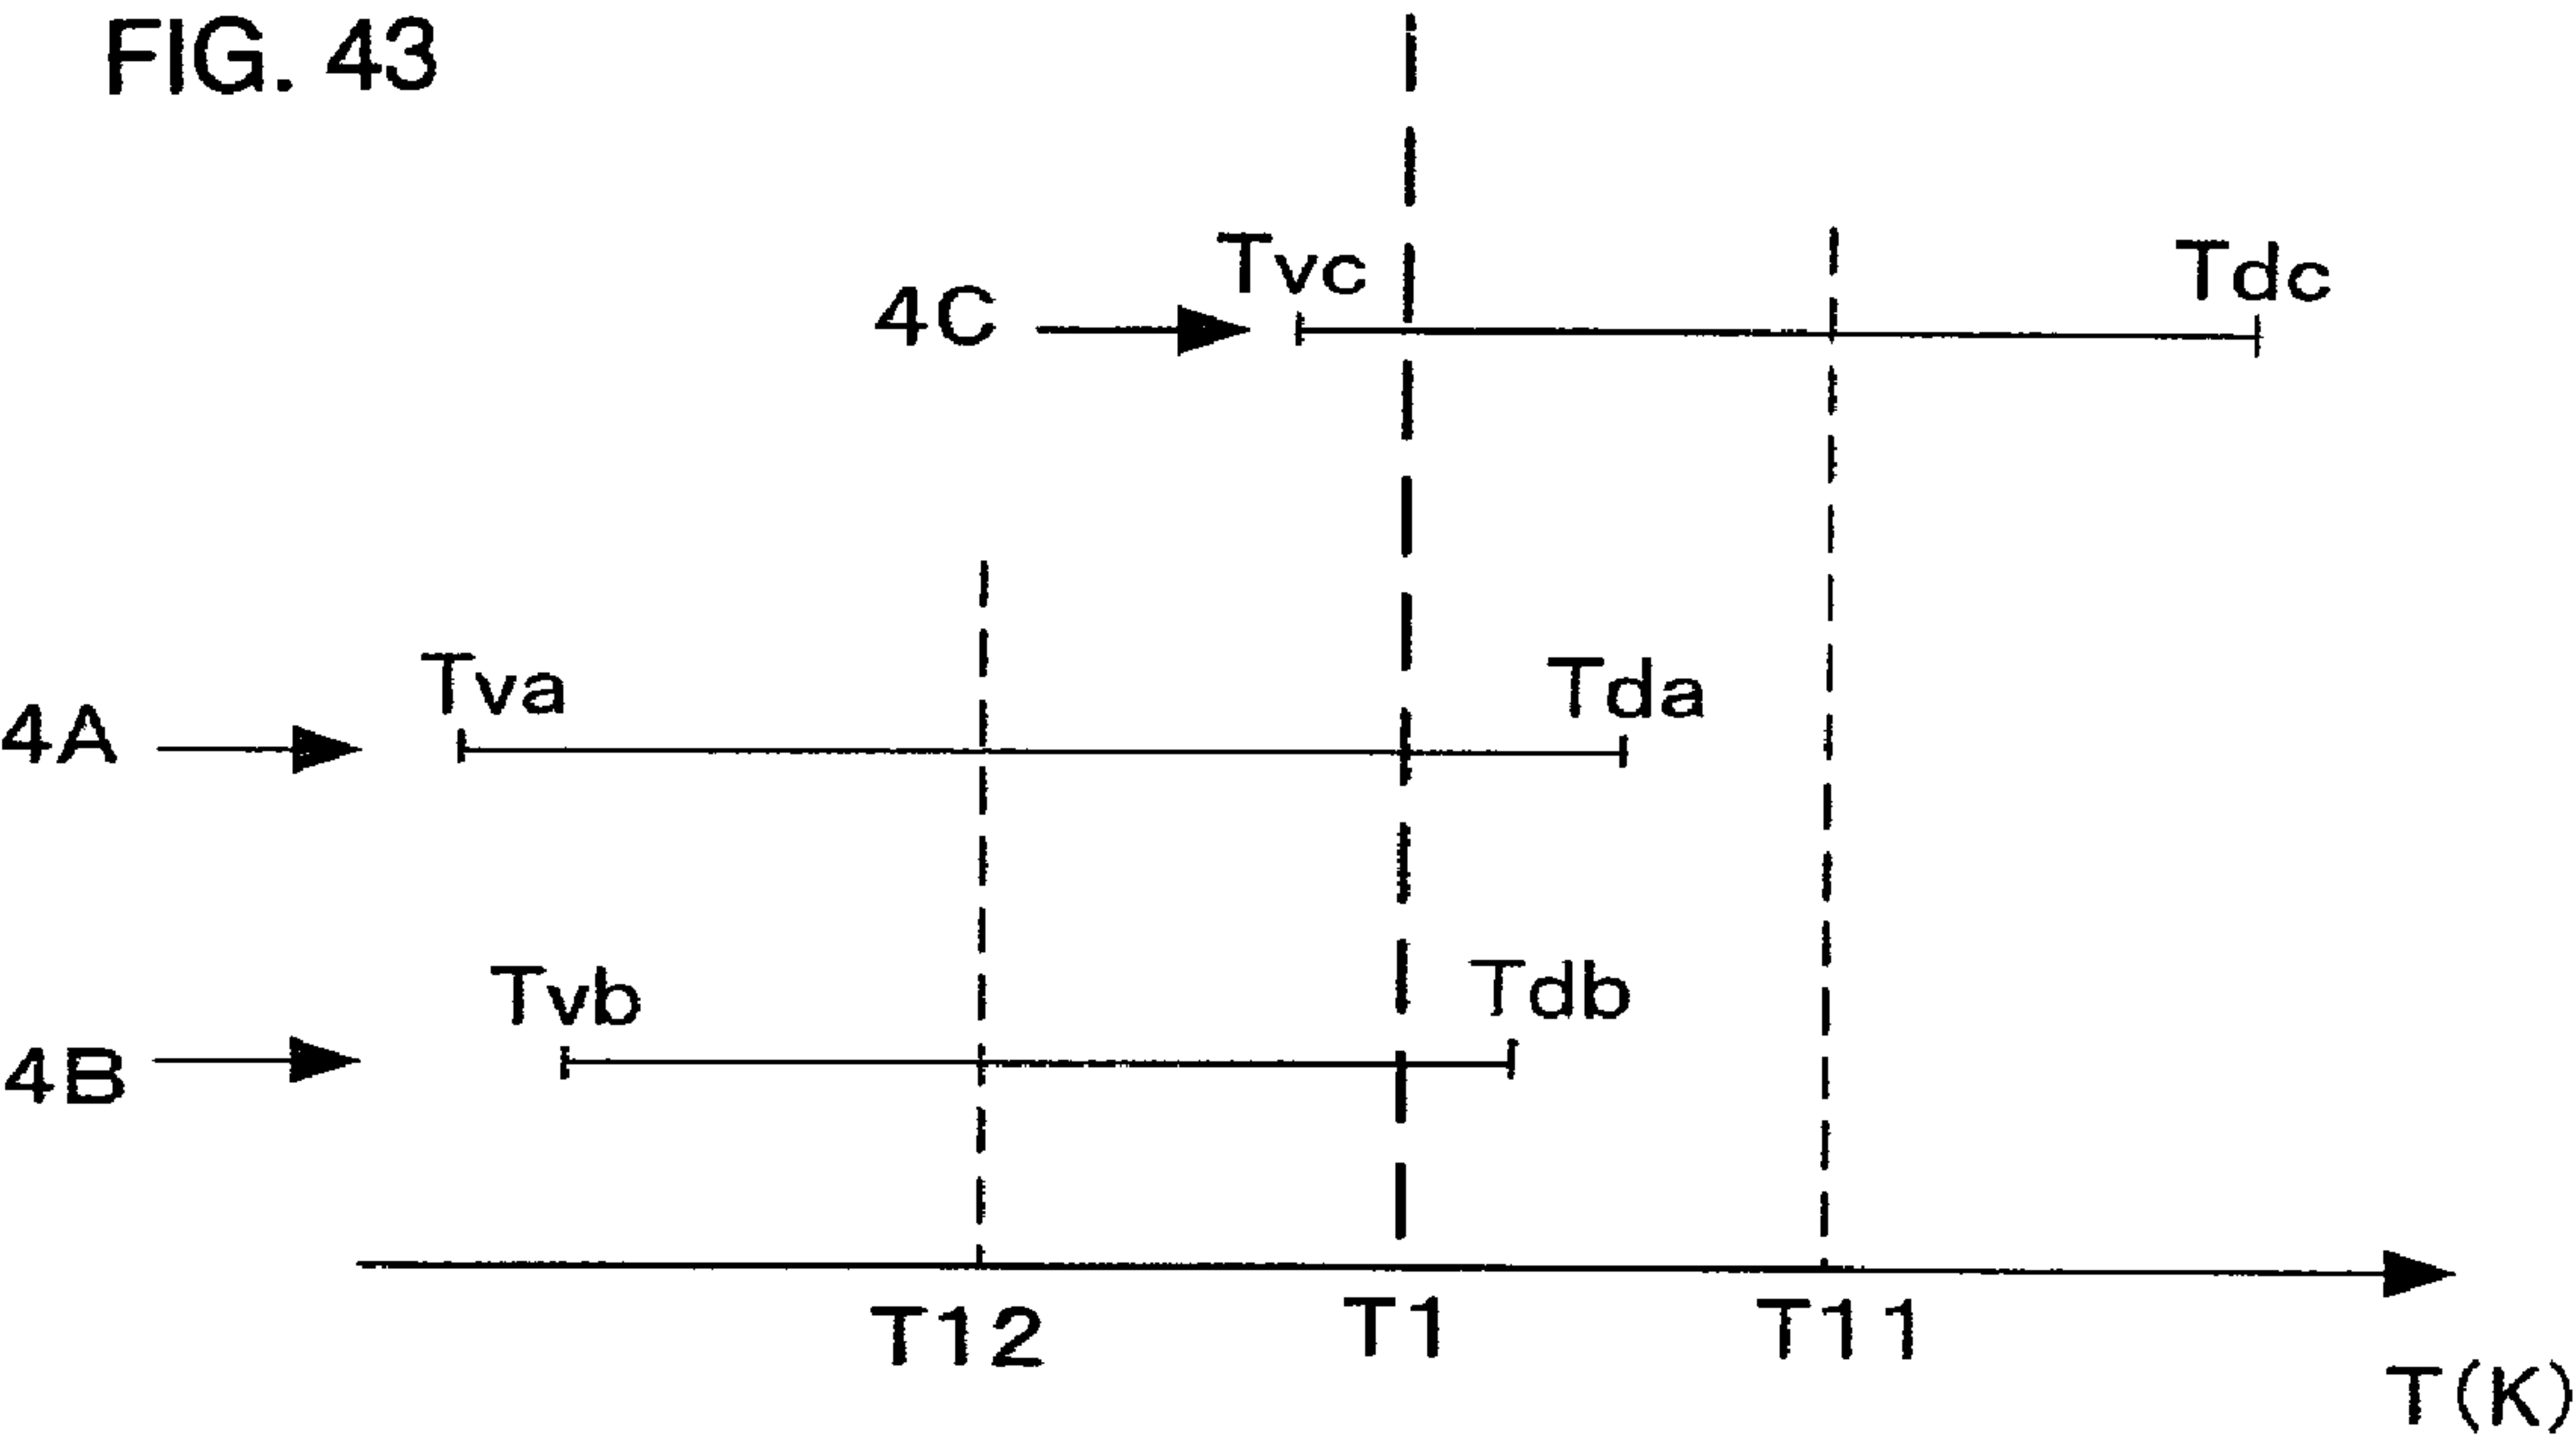 FIG. 43
Tvc
Tdc
4C
Tva
Tda
4A
Tvb
Tdb
4B
T12
T1
T11
T(K)